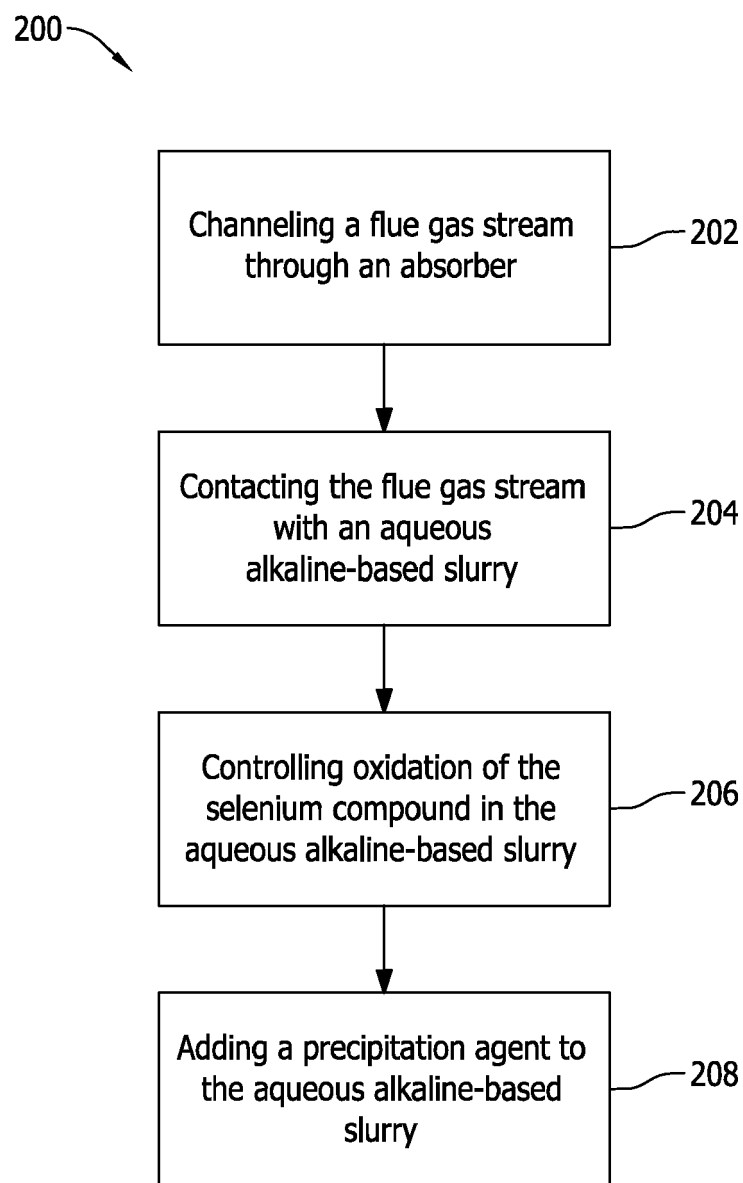 200
Channeling a flue gas stream
through an absorber
202
Contacting the flue gas stream
with an aqueous
alkaline-based slurry
204
Controlling oxidation of the
selenium compound in the
aqueous alkaline-based slurry
206
Adding a precipitation agent to
the aqueous alkaline-based
slurry
208